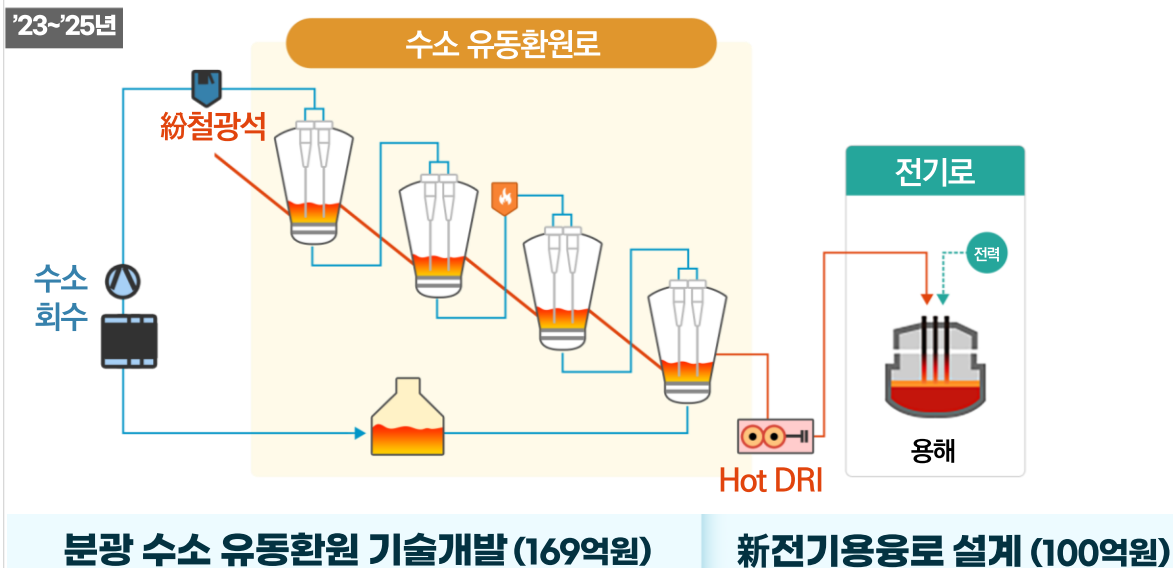 ’23~’25년
수소 유동환원로
紛철광석
전기로
전력
수소
회수
용해
Hot DRI
분광 수소 유동환원 기술개발 (169억원)
新전기용융로 설계 (100억원)